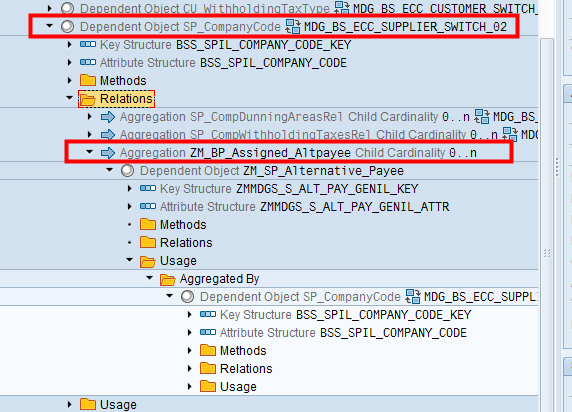 Dependent Object CU_WithholdingTaxType MDG_BS_ECC_CUSTOMER_SWITCH_
Dependent Object SP_CompanyCode MDG_BS_ECC_SUPPLIER_SWITCH_02
Key Structure BSS_SPIL_COMPANY_CODE_KEY
Attribute Structure BSS_SPIL_COMPANY_CODE
Methods
Relations
Aggregation SP_CompDunningAreasRel Child Cardinality 0..n MDG_BS_
Aggregation SP_CompWithholdingTaxesRel Child Cardinality 0..n MDG
Aggregation ZM_BP_Assigned_Altpayee Child Cardinality 0..n
Dependent Object ZM_SP_Alternative_Payee
Key Structure ZMMDGS_S_ALT_PAY_GENIL_KEY
Attribute Structure ZMMDGS_S_ALT_PAY_GENIL_ATTR
Methods
Relations
Usage
Aggregated By
Dependent Object SP_CompanyCode MDG_BS_ECC_SUPPL
Key Structure BSS_SPIL_COMPANY_CODE_KEY
Attribute Structure BSS_SPIL_COMPANY_CODE
Methods
Relations
Usage
Usage